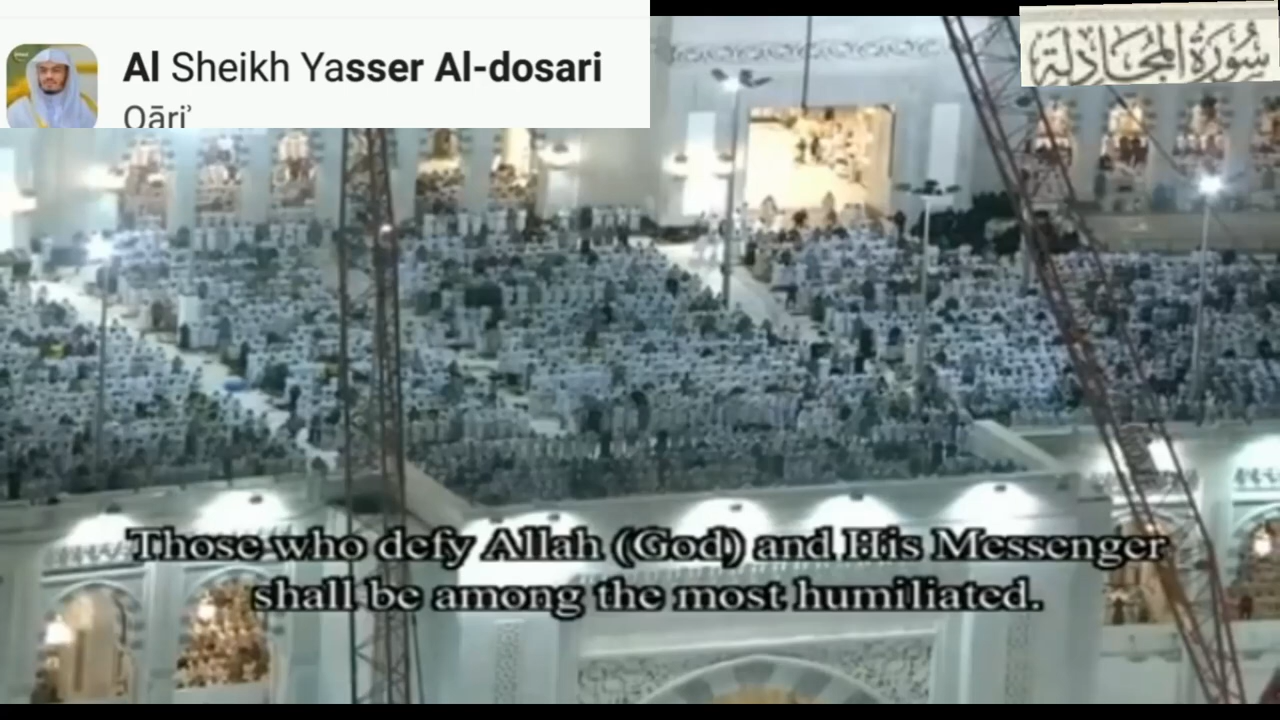 Al Sheikh Yasser Al-dosari
Qāriʾ
سُورَةُ المُجَادلَة
Those who defy Allah (God) and His Messenger
shall be among the most humiliated.